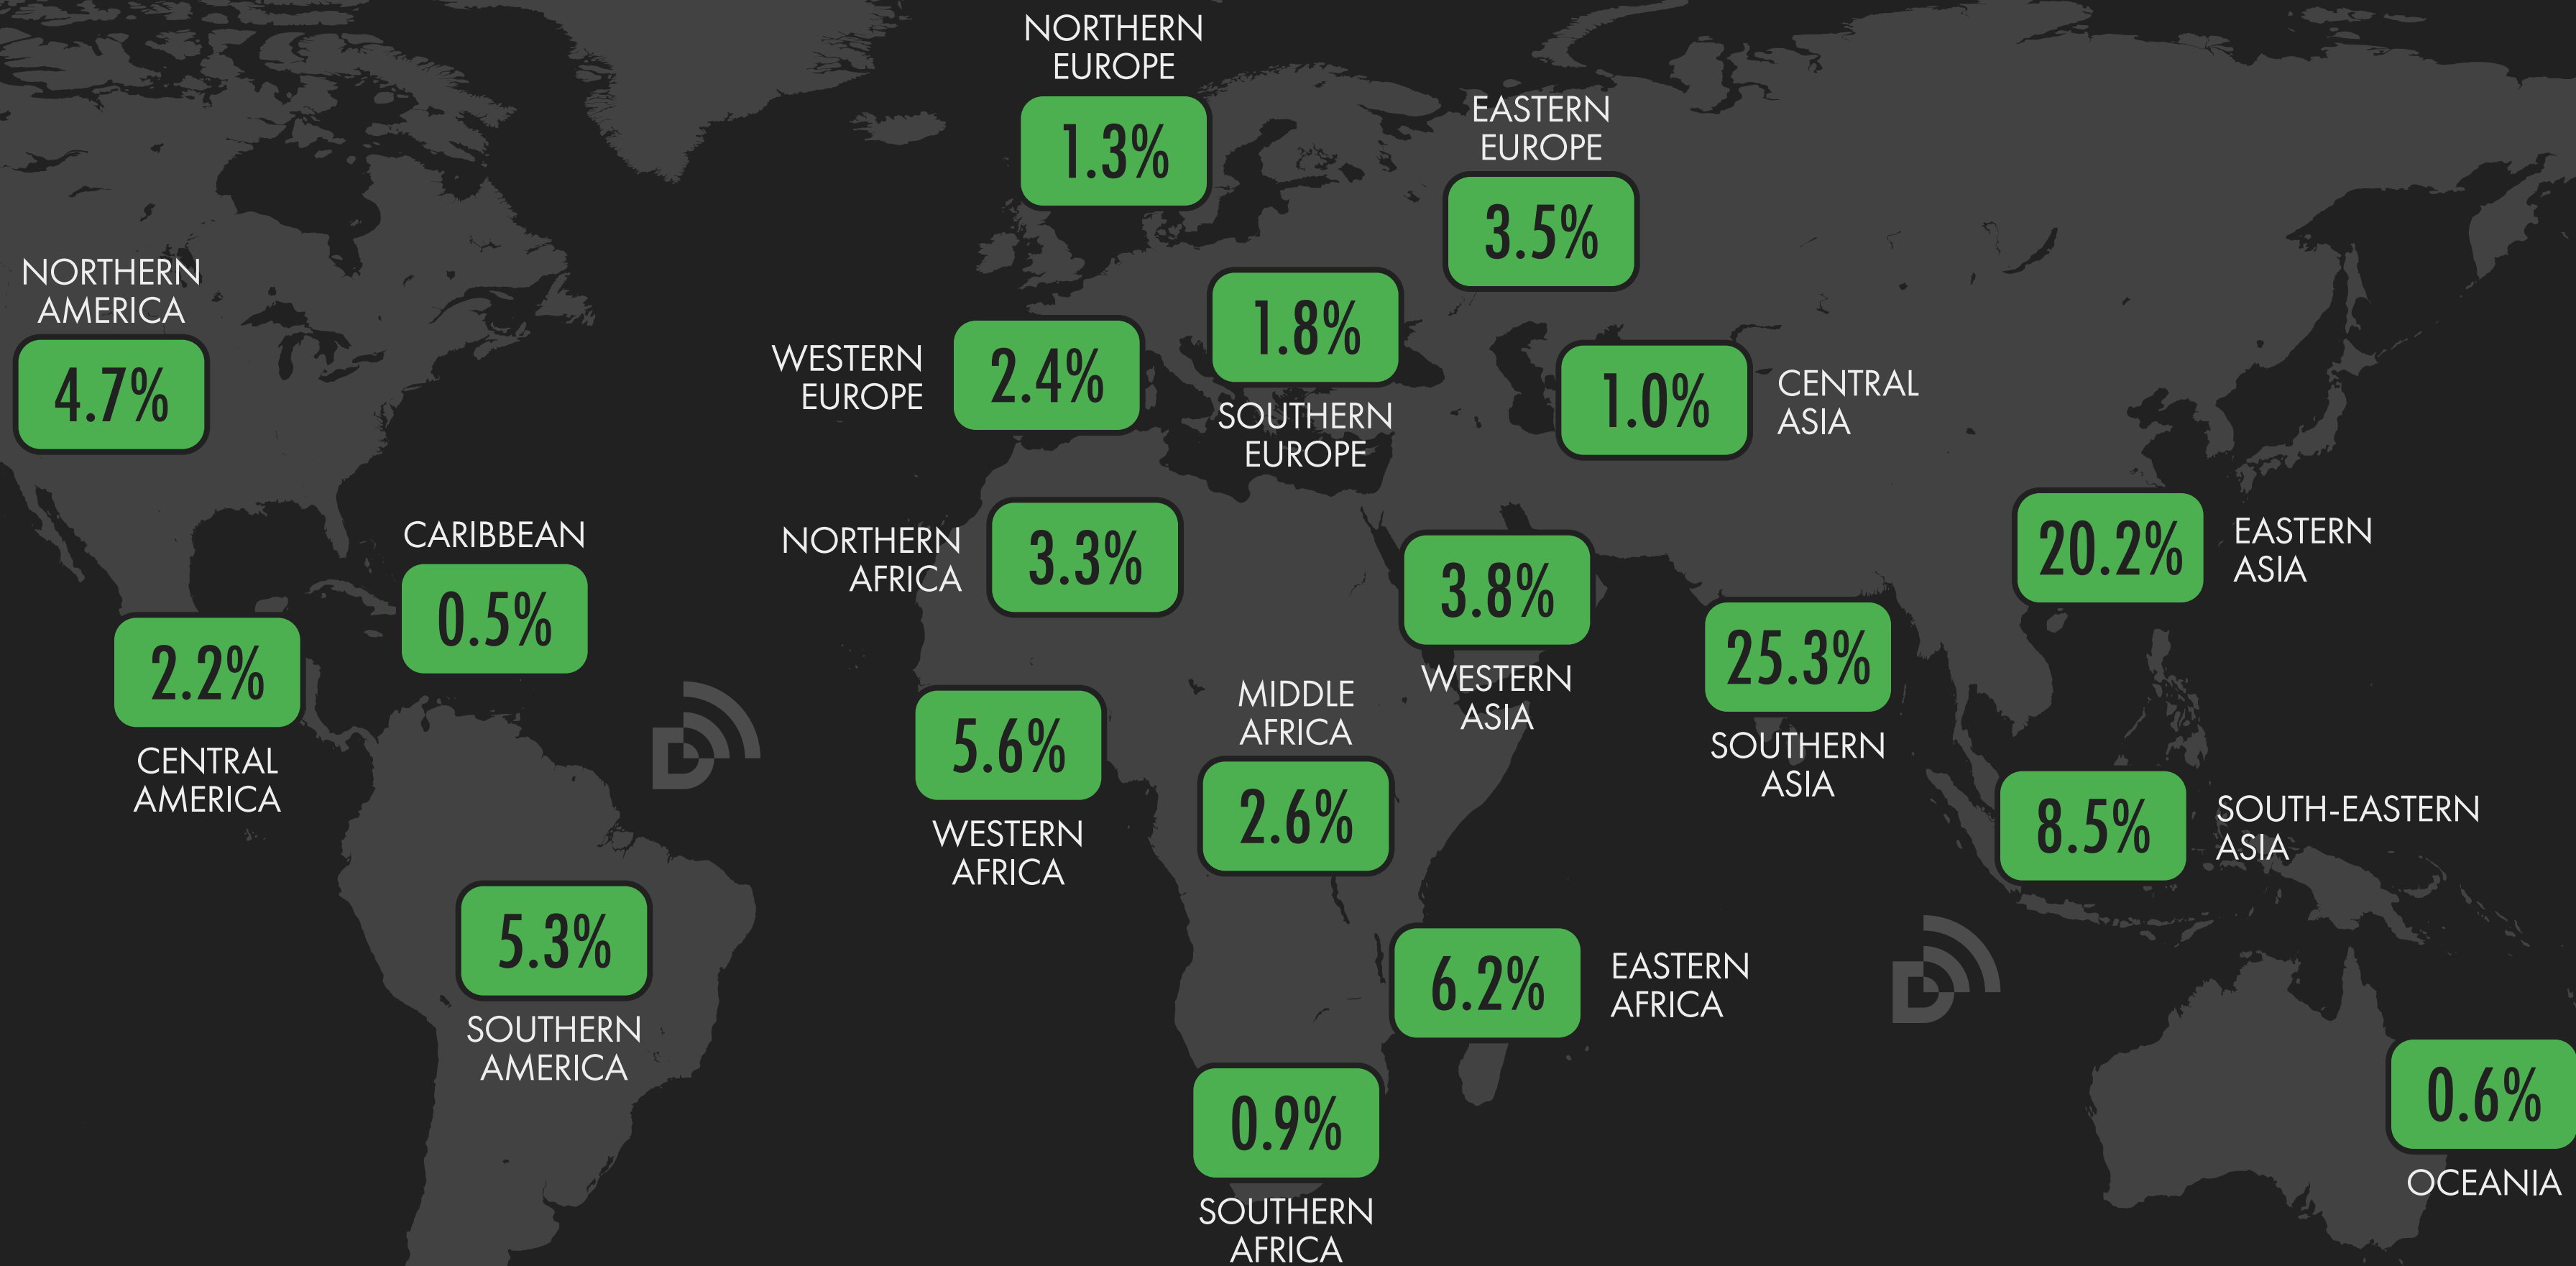 NORTHERN
EUROPE
1.3%
EASTERN
EUROPE
3.5%
NORTHERN
AMERICA
4.7%
WESTERN
EUROPE
2.4%
1.8%
SOUTHERN
EUROPE
1.0%
CENTRAL
ASIA
CARIBBEAN
0.5%
NORTHERN
AFRICA
3.3%
3.8%
WESTERN
ASIA
20.2%
EASTERN
ASIA
2.2%
CENTRAL
AMERICA
25.3%
SOUTHERN
ASIA
5.6%
WESTERN
AFRICA
MIDDLE
AFRICA
2.6%
8.5%
SOUTH-EASTERN
ASIA
5.3%
SOUTHERN
AMERICA
6.2%
EASTERN
AFRICA
0.9%
SOUTHERN
AFRICA
0.6%
OCEANIA